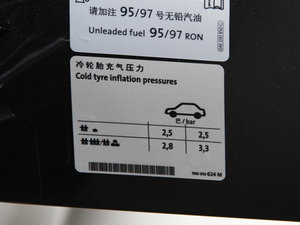 请加注 95/97 号无铅汽油
Unleaded fuel 95/97 RON
冷轮胎充气压力
Cold tyre inflation pressures
巴 / bar
2,5 2,5
2,8 3,3
624 M